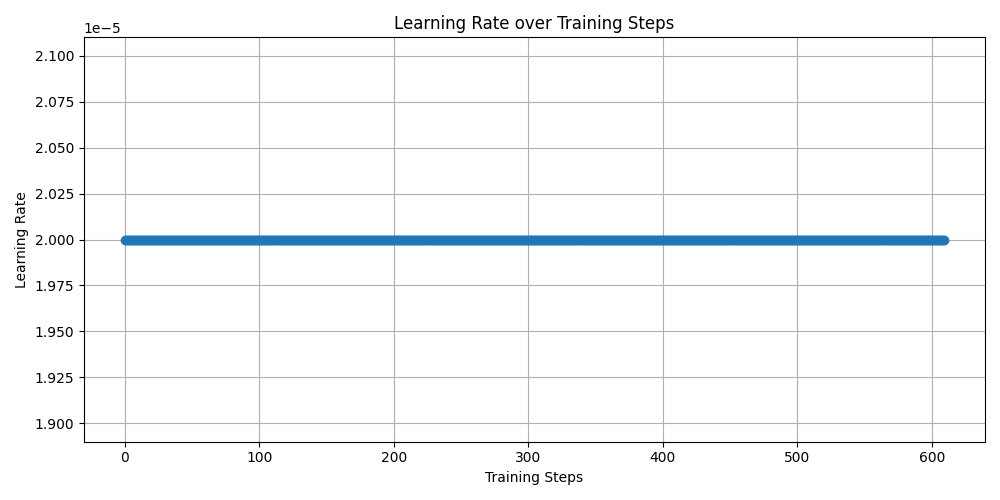 Learning Rate over Training Steps
1e−5
2.100
2.075
2.050
2.025
2.000
1.975
1.950
1.925
1.900
Learning Rate
0 100 200 300 400 500 600
Training Steps